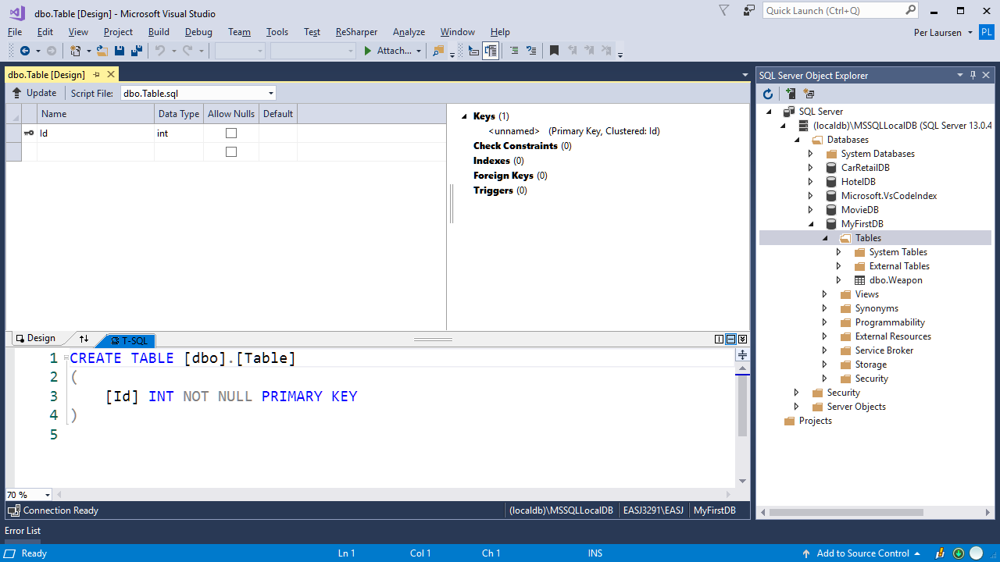 dbo.Table [Design] - Microsoft Visual Studio
Quick Launch (Ctrl+Q)
File Edit View Project Build Debug Team Tools Test ReSharper Analyze Window Help
Per Laursen
PL
Attach...
dbo.Table [Design]
Update
Script File:
dbo.Table.sql
Name Data Type Allow Nulls Default
Id int
Keys (1)
<unnamed> (Primary Key, Clustered: Id)
Check Constraints (0)
Indexes (0)
Foreign Keys (0)
Triggers (0)
Design
T-SQL
1 CREATE TABLE [dbo].[Table]
2 (
3 [Id] INT NOT NULL PRIMARY KEY
4 )
5
70 %
Connection Ready
(localdb)\MSSQLLocalDB
EASJ3291\EASJ
MyFirstDB
SQL Server Object Explorer
SQL Server
(localdb)\MSSQLLocalDB (SQL Server 13.0.4
Databases
System Databases
CarRetailDB
HotelDB
Microsoft.VsCodeIndex
MovieDB
MyFirstDB
Tables
System Tables
External Tables
dbo.Weapon
Views
Synonyms
Programmability
External Resources
Service Broker
Storage
Security
Security
Server Objects
Projects
Error List
Ready
Ln 1
Col 1
Ch 1
INS
Add to Source Control